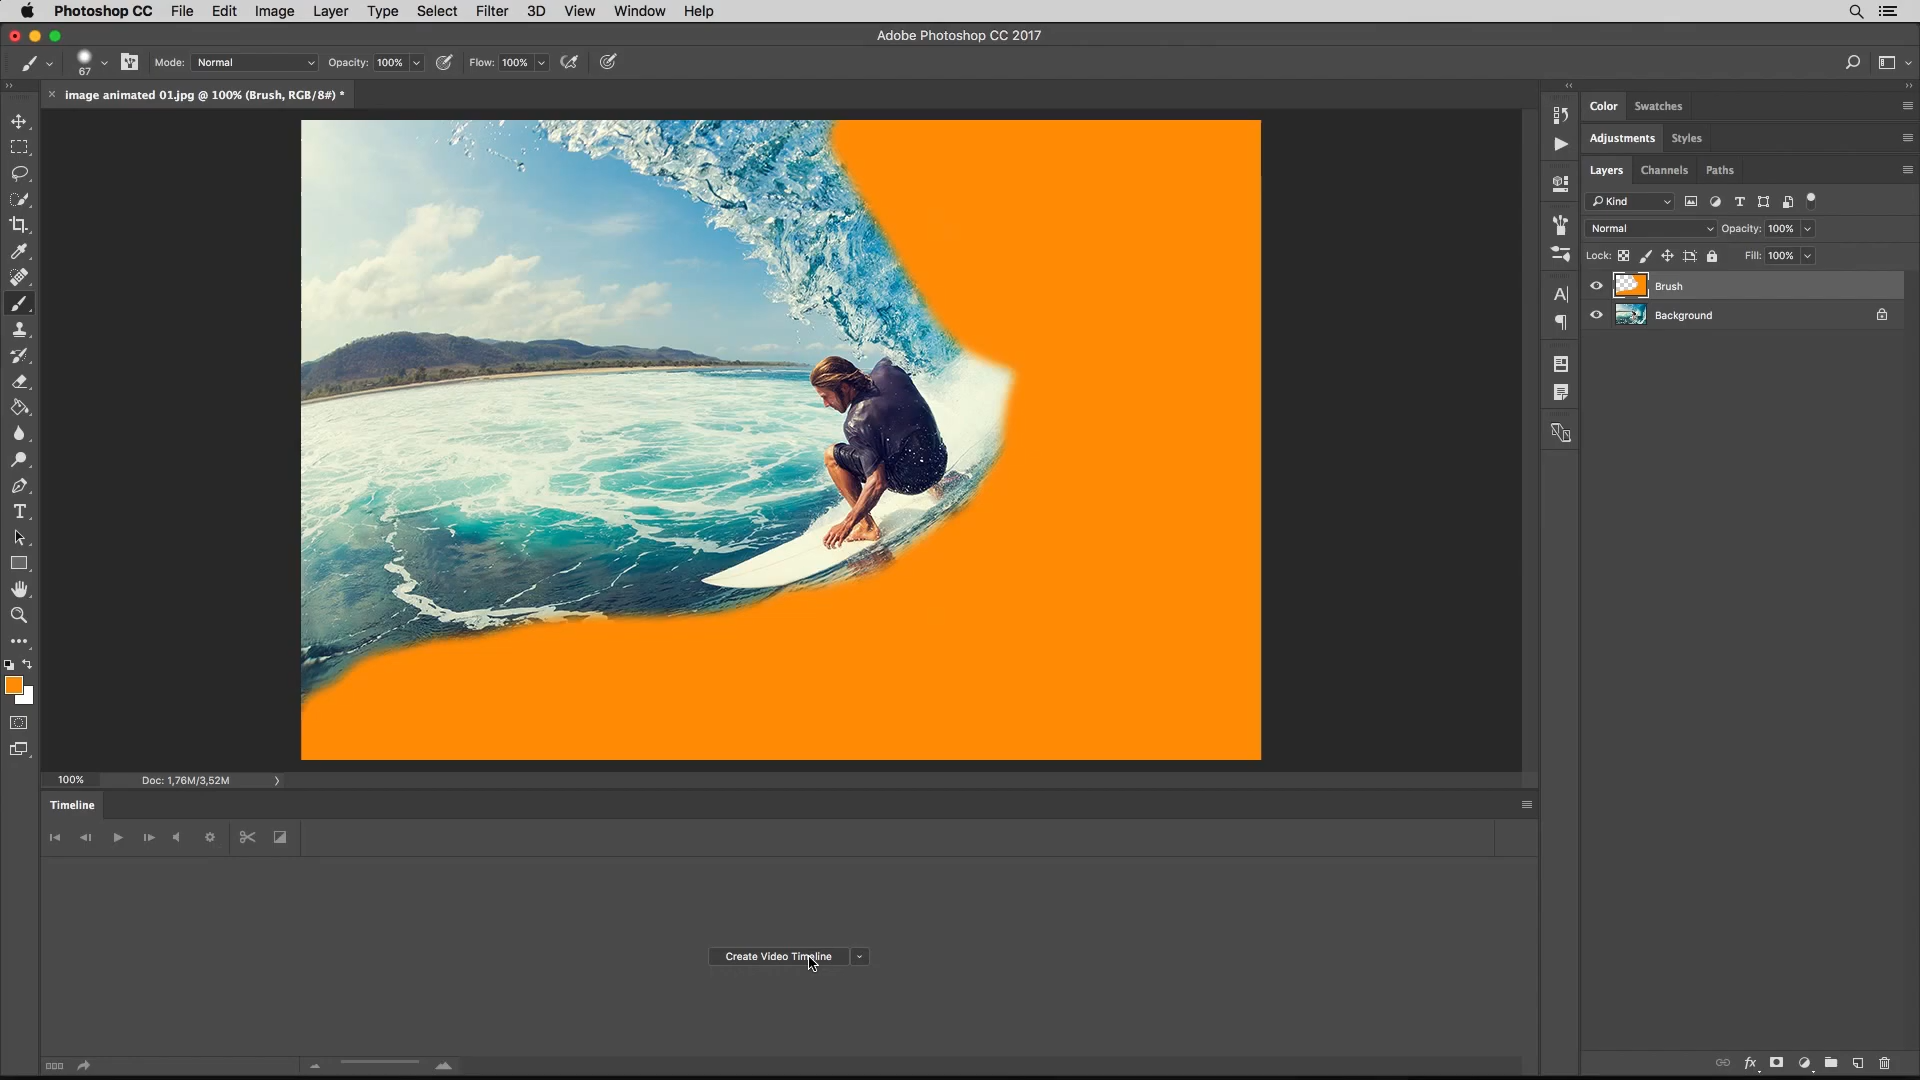 Photoshop CC File Edit Image Layer Type Select Filter 3D View Window Help
Adobe Photoshop CC 2017
67 Mode: Normal Opacity: 100% Flow: 100%
× image animated 01.jpg @ 100% (Brush, RGB/8#) *
Color Swatches
Adjustments Styles
Layers Channels Paths
Kind
Normal Opacity: 100%
Lock: Fill: 100%
Brush
Background
100% Doc: 1,76M/3,52M
Timeline
Create Video Timeline
fx